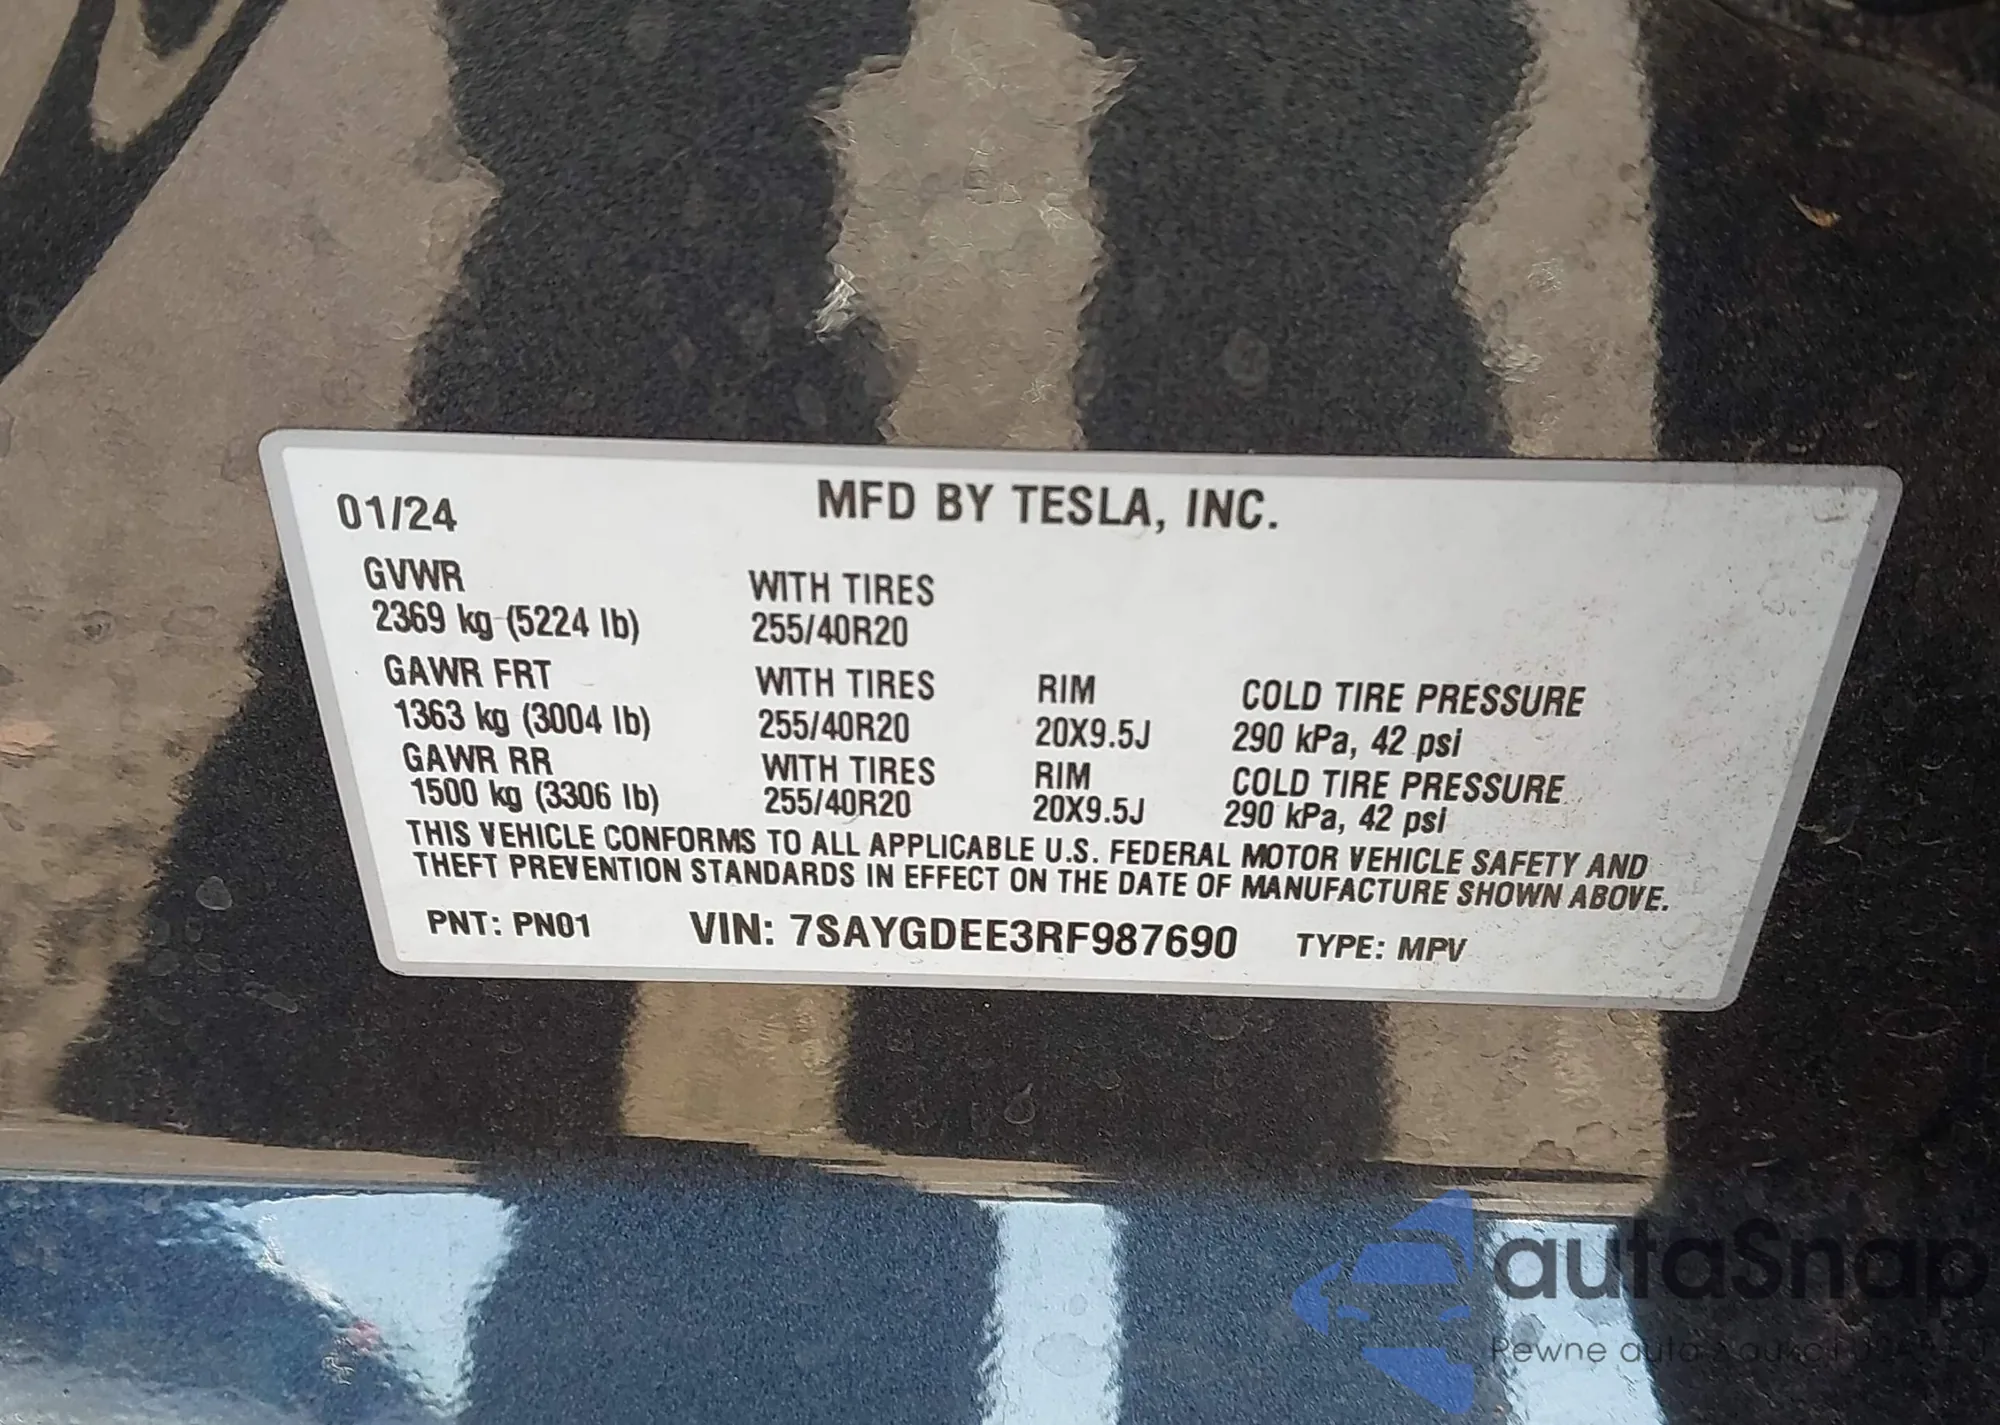 01/24 MFD BY TESLA, INC.
GVWR WITH TIRES
2369 kg (5224 lb) 255/40R20
GAWR FRT WITH TIRES RIM COLD TIRE PRESSURE
1363 kg (3004 lb) 255/40R20 20X9.5J 290 kPa, 42 psi
GAWR RR WITH TIRES RIM COLD TIRE PRESSURE
1500 kg (3306 lb) 255/40R20 20X9.5J 290 kPa, 42 psi
THIS VEHICLE CONFORMS TO ALL APPLICABLE U.S. FEDERAL MOTOR VEHICLE SAFETY AND
THEFT PREVENTION STANDARDS IN EFFECT ON THE DATE OF MANUFACTURE SHOWN ABOVE.
PNT: PN01 VIN: 7SAYGDEE3RF987690 TYPE: MPV
autaSnap
Pewne auto z aukcji